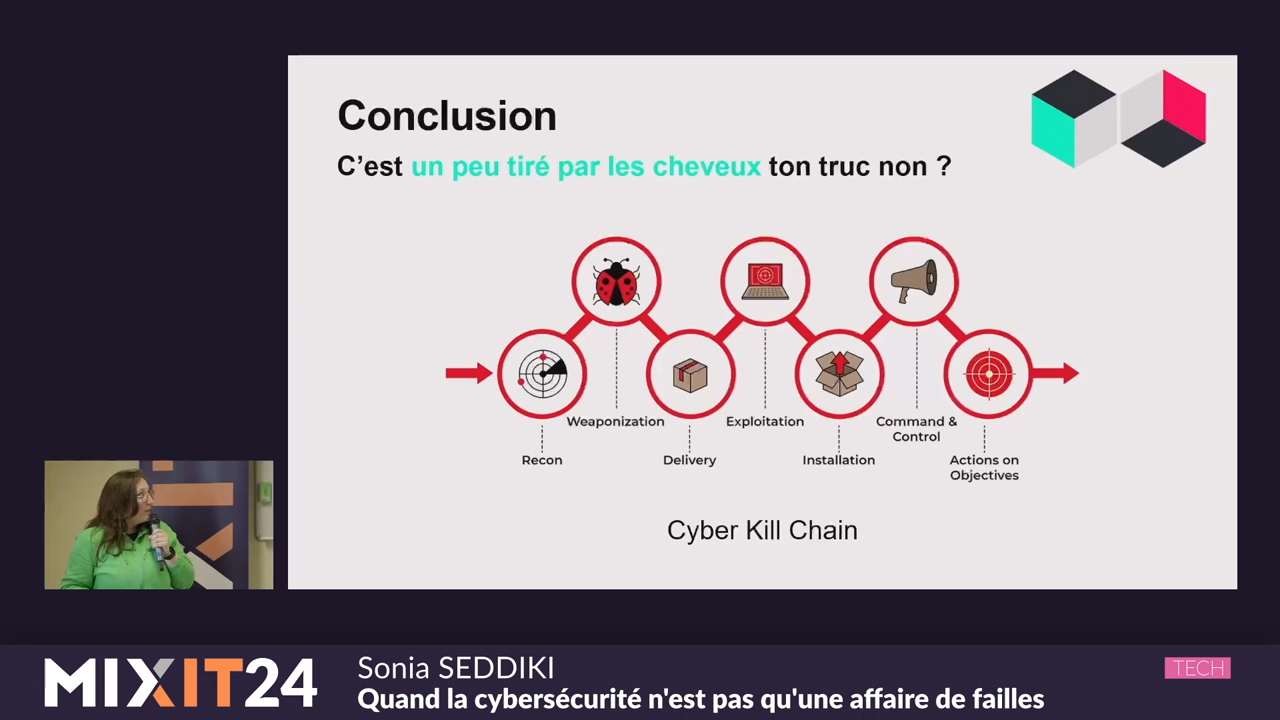 Conclusion
C'est un peu tiré par les cheveux ton truc non ?
Weaponization
Exploitation
Command &
Control
Recon
Delivery
Installation
Actions on
Objectives
Cyber Kill Chain
MIXIT24
Sonia SEDDIKI
Quand la cybersécurité n'est pas qu'une affaire de failles
TECH